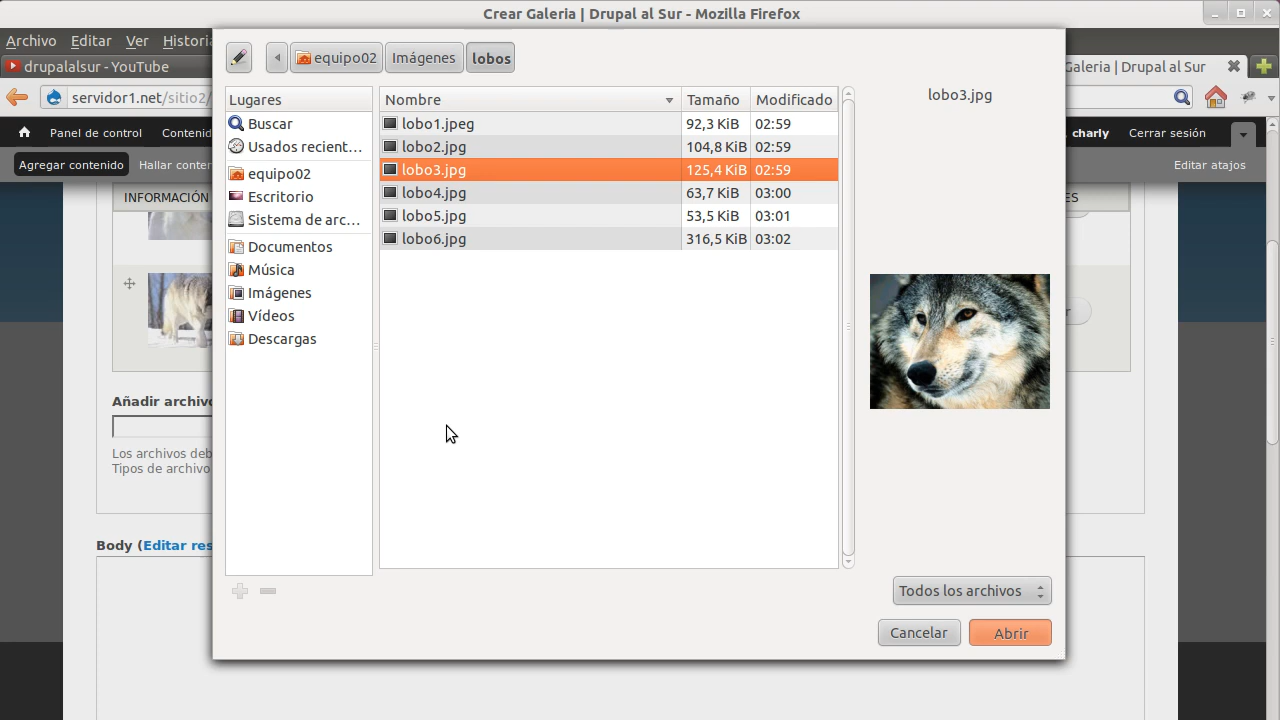 Crear Galeria | Drupal al Sur - Mozilla Firefox
Archivo Editar Ver Histori
drupalalsur - YouTube
Galeria | Drupal al Sur
servidor1.net/sitio2/
Panel de control Contenid
charly Cerrar sesión
Agregar contenido Hallar conten
Editar atajos
INFORMACIÓN
ES
r
Añadir archivo
Los archivos deb
Tipos de archivo
Body (Editar res
equipo02 Imágenes lobos
Lugares
Buscar
Usados recient...
equipo02
Escritorio
Sistema de arc...
Documentos
Música
Imágenes
Vídeos
Descargas
Nombre Tamaño Modificado
lobo1.jpeg 92,3 KiB 02:59
lobo2.jpg 104,8 KiB 02:59
lobo3.jpg 125,4 KiB 02:59
lobo4.jpg 63,7 KiB 03:00
lobo5.jpg 53,5 KiB 03:01
lobo6.jpg 316,5 KiB 03:02
lobo3.jpg
Todos los archivos
Cancelar Abrir